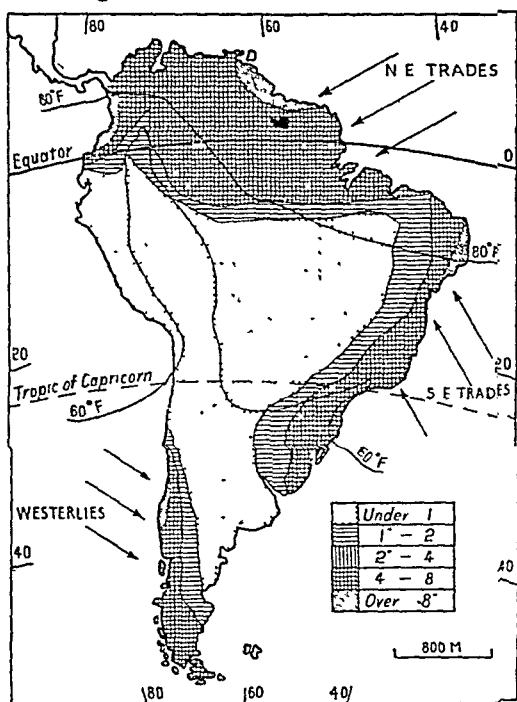 80 60 40
N E TRADES
80°F
Equator 0
80°F
20 20
Tropic of Capricorn
60°F
S E TRADES
60°F
WESTERLIES
Under 1
1" – 2
2" – 4
4 – 8
Over 8"
40 40
800 M
80 60 40